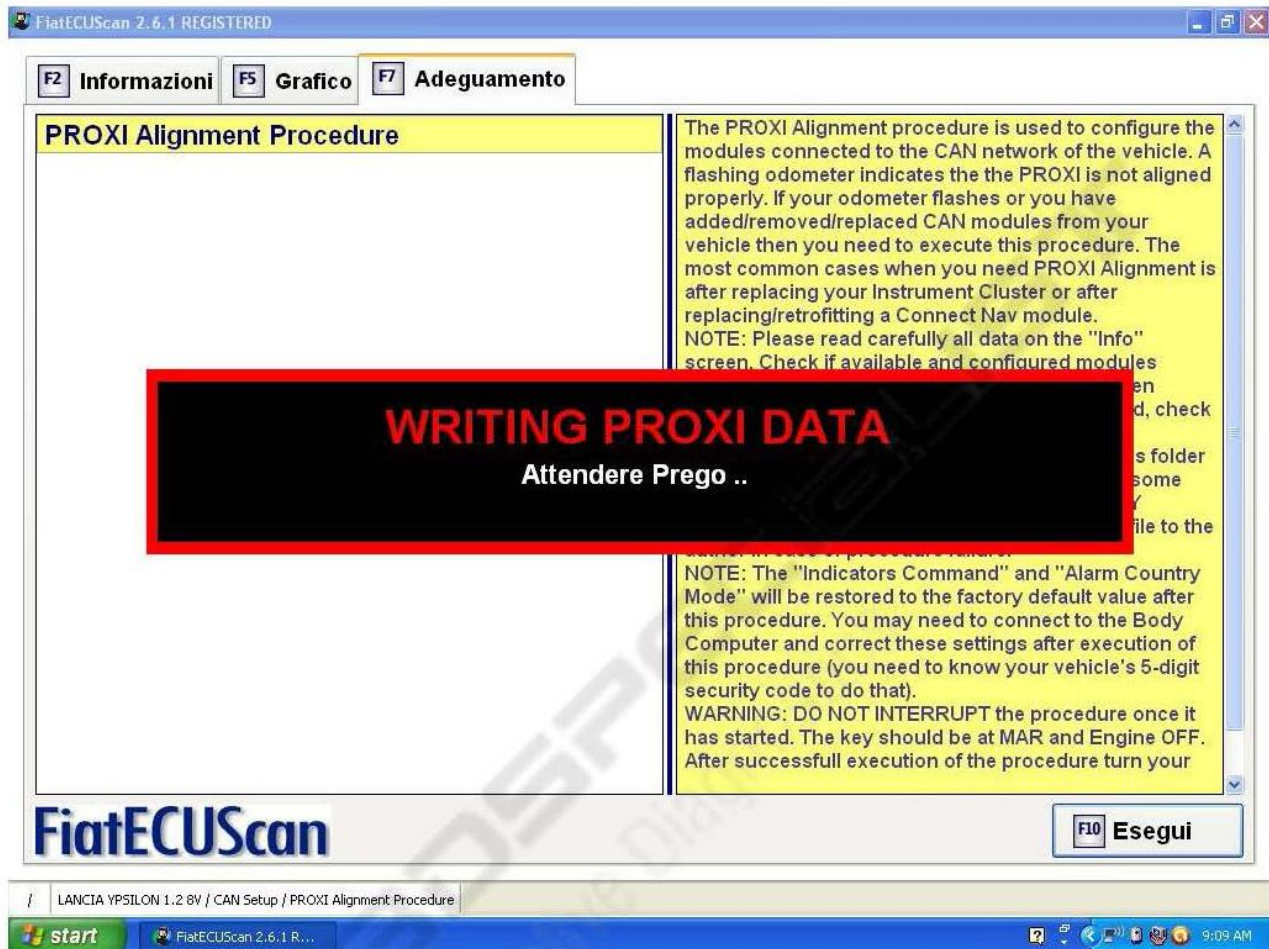 FiatECUScan 2.6.1 REGISTERED
F2 Informazioni F5 Grafico F7 Adeguamento
PROXI Alignment Procedure
The PROXI Alignment procedure is used to configure the
modules connected to the CAN network of the vehicle. A
flashing odometer indicates the the PROXI is not aligned
properly. If your odometer flashes or you have
added/removed/replaced CAN modules from your
vehicle then you need to execute this procedure. The
most common cases when you need PROXI Alignment is
after replacing your Instrument Cluster or after
replacing/retrofitting a Connect Nav module.
NOTE: Please read carefully all data on the "Info"
screen. Check if available and configured modules
en
d, check
s folder
some
file to the
NOTE: The "Indicators Command" and "Alarm Country
Mode" will be restored to the factory default value after
this procedure. You may need to connect to the Body
Computer and correct these settings after execution of
this procedure (you need to know your vehicle's 5-digit
security code to do that).
WARNING: DO NOT INTERRUPT the procedure once it
has started. The key should be at MAR and Engine OFF.
After successfull execution of the procedure turn your
WRITING PROXI DATA
Attendere Prego ..
FiatECUScan
F10 Esegui
/ LANCIA YPSILON 1.2 8V / CAN Setup / PROXI Alignment Procedure
start FiatECUScan 2.6.1 R... 9:09 AM